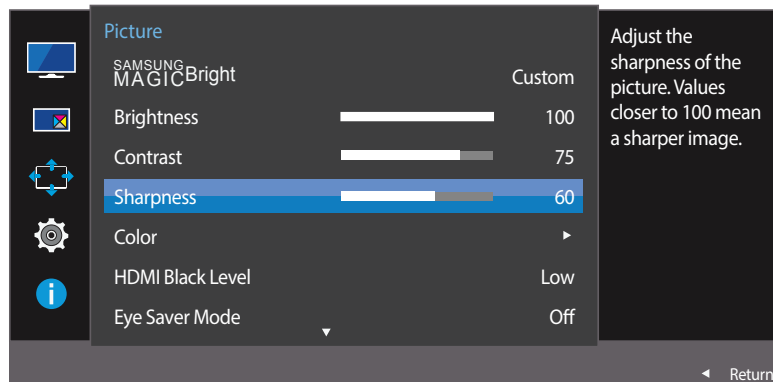 Picture
SAMSUNG
MAGICBright Custom
Brightness 100
Contrast 75
Sharpness 60
Color
HDMI Black Level Low
Eye Saver Mode Off
Adjust the
sharpness of the
picture. Values
closer to 100 mean
a sharper image.
i
Return